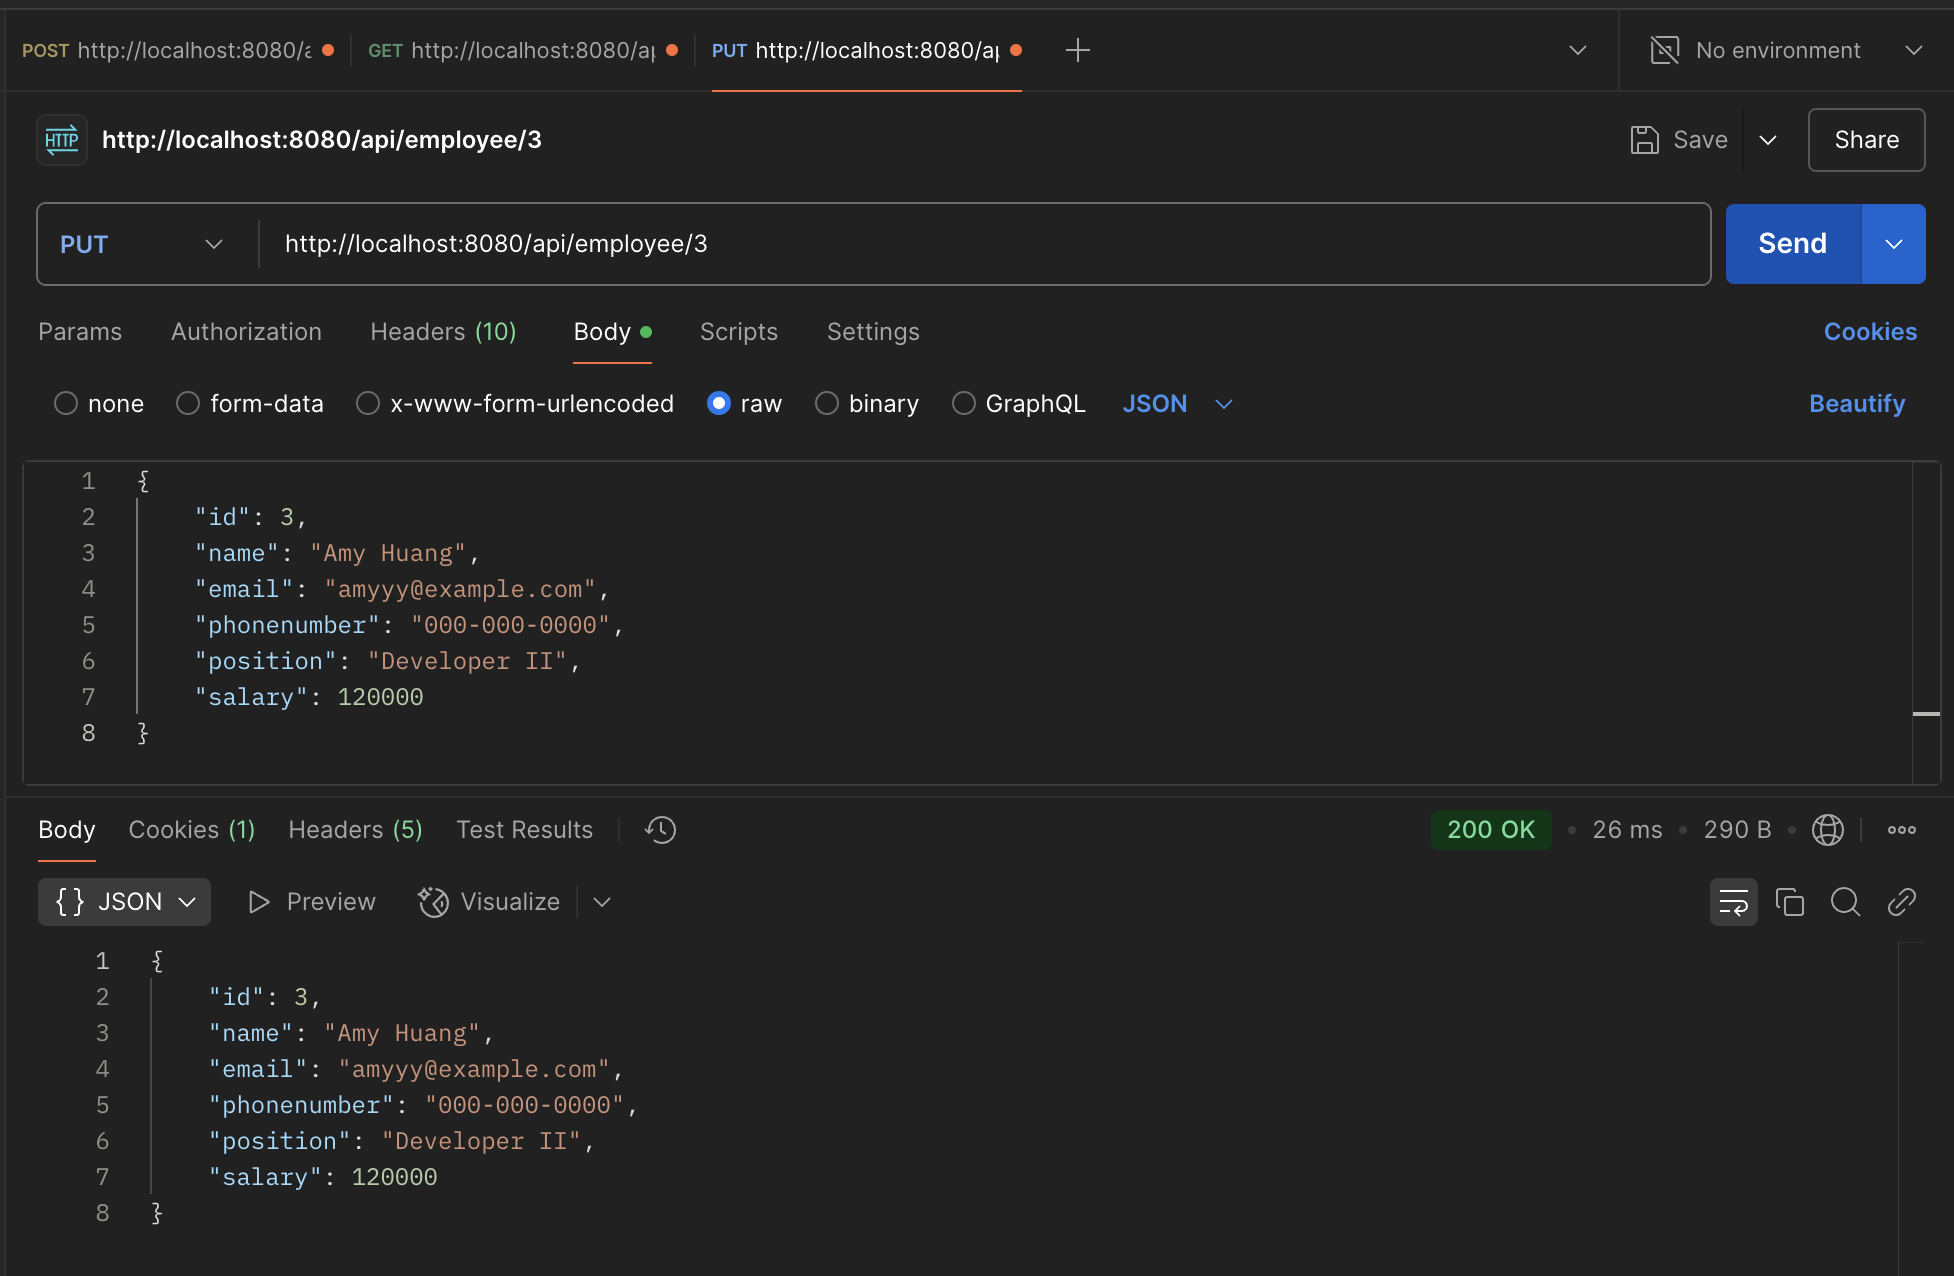 POST http://localhost:8080/a GET http://localhost:8080/ap PUT http://localhost:8080/ap No environment
HTTP http://localhost:8080/api/employee/3 Save Share
PUT http://localhost:8080/api/employee/3 Send
Params Authorization Headers (10) Body Scripts Settings Cookies
none form-data x-www-form-urlencoded raw binary GraphQL JSON Beautify
1 {
2 "id": 3,
3 "name": "Amy Huang",
4 "email": "amyyy@example.com",
5 "phonenumber": "000-000-0000",
6 "position": "Developer II",
7 "salary": 120000
8 }
Body Cookies (1) Headers (5) Test Results 200 OK • 26 ms • 290 B •
{} JSON Preview Visualize
1 {
2 "id": 3,
3 "name": "Amy Huang",
4 "email": "amyyy@example.com",
5 "phonenumber": "000-000-0000",
6 "position": "Developer II",
7 "salary": 120000
8 }